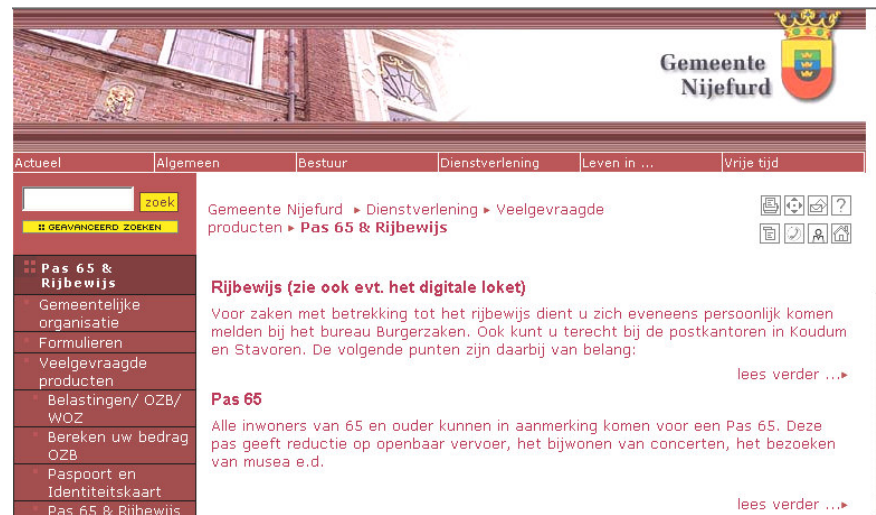 Gemeente
Nijefurd
Actueel
Algemeen
Bestuur
Dienstverlening
Leven in ...
Vrije tijd
zoek
GEAVANCEERD ZOEKEN
Gemeente Nijefurd ▸ Dienstverlening ▸ Veelgevraagde
producten ▸ Pas 65 & Rijbewijs
?
Pas 65 &
Rijbewijs
Gemeentelijke
organisatie
Formulieren
Veelgevraagde
producten
Belastingen/ OZB/
WOZ
Bereken uw bedrag
OZB
Paspoort en
Identiteitskaart
Pas 65 & Rijbewijs
Rijbewijs (zie ook evt. het digitale loket)
Voor zaken met betrekking tot het rijbewijs dient u zich eveneens persoonlijk komen
melden bij het bureau Burgerzaken. Ook kunt u terecht bij de postkantoren in Koudum
en Stavoren. De volgende punten zijn daarbij van belang:
lees verder ...▸
Pas 65
Alle inwoners van 65 en ouder kunnen in aanmerking komen voor een Pas 65. Deze
pas geeft reductie op openbaar vervoer, het bijwonen van concerten, het bezoeken
van musea e.d.
lees verder ...▸